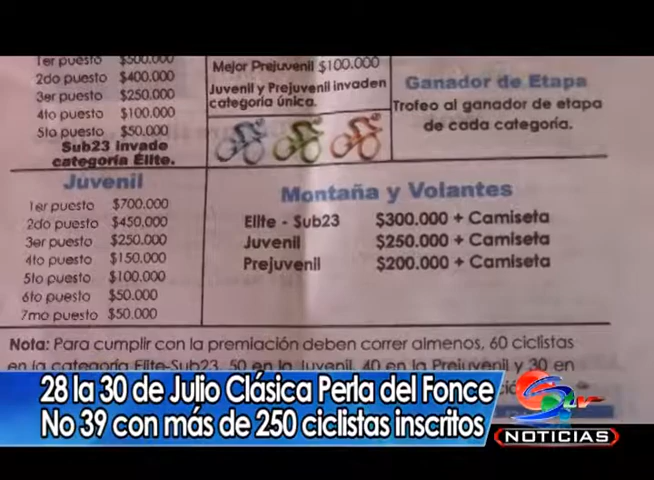 1er puesto $500.000
2do puesto $400.000
3er puesto $250.000
4to puesto $100.000
5to puesto $50.000
Sub23 Invade
categoría Élite.
Mejor Prejuvenil $100.000
Juvenil y Prejuvenil invaden
categoría única.
Ganador de Etapa
Trofeo al ganador de etapa
de cada categoría.
Juvenil
1er puesto $700.000
2do puesto $450.000
3er puesto $250.000
4to puesto $150.000
5to puesto $100.000
6to puesto $50.000
7mo puesto $50.000
Montaña y Volantes
Elite - Sub23 $300.000 + Camiseta
Juvenil $250.000 + Camiseta
Prejuvenil $200.000 + Camiseta
Nota: Para cumplir con la premiación deben correr almenos, 60 ciclistas
en la categoría Elite-Sub23, 50 en la Juvenil, 40 en la Prejuvenil y 30 en
28 la 30 de Julio Clásica Perla del Fonce
No 39 con más de 250 ciclistas inscritos
NOTICIAS